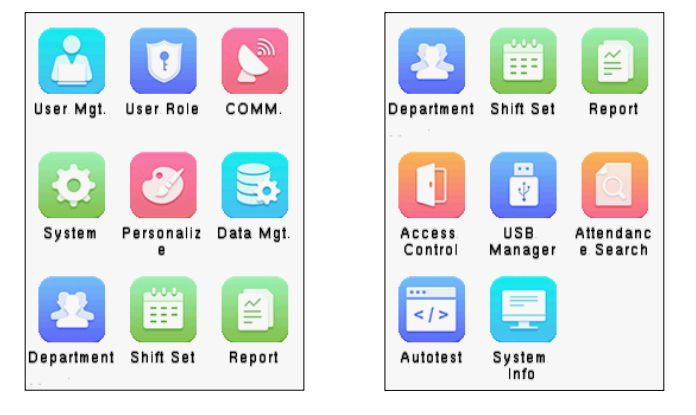 User Mgt.
User Role
COMM.
System
Personaliz
e
Data Mgt.
Department
Shift Set
Report
Department
Shift Set
Report
Access
Control
USB
Manager
Attendanc
e Search
</>
Autotest
System
Info